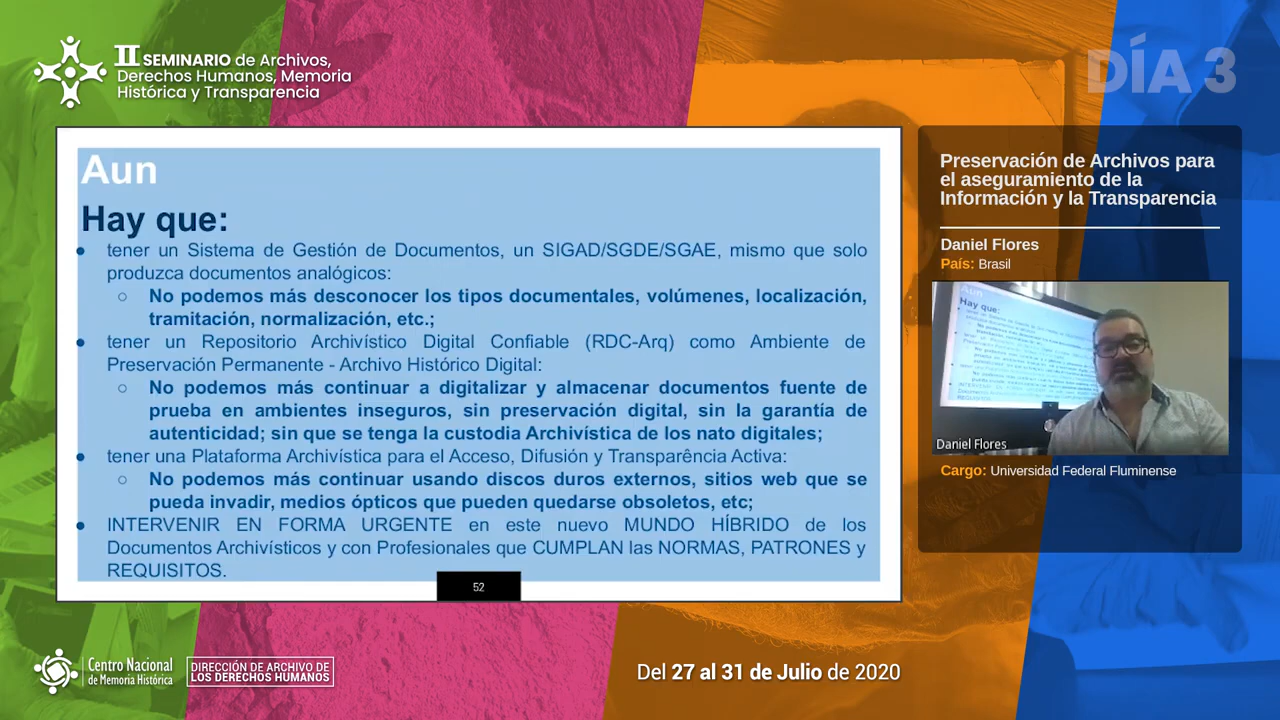 II SEMINARIO de Archivos,
Derechos Humanos, Memoria
Histórica y Transparencia
DÍA 3
Aun
Hay que:
● tener un Sistema de Gestión de Documentos, un SIGAD/SGDE/SGAE, mismo que solo
produzca documentos analógicos:
○ No podemos más desconocer los tipos documentales, volúmenes, localización,
tramitación, normalización, etc.;
● tener un Repositorio Archivístico Digital Confiable (RDC-Arq) como Ambiente de
Preservación Permanente - Archivo Histórico Digital:
○ No podemos más continuar a digitalizar y almacenar documentos fuente de
prueba en ambientes inseguros, sin preservación digital, sin la garantía de
autenticidad; sin que se tenga la custodia Archivística de los nato digitales;
● tener una Plataforma Archivística para el Acceso, Difusión y Transparência Activa:
○ No podemos más continuar usando discos duros externos, sitios web que se
pueda invadir, medios ópticos que pueden quedarse obsoletos, etc;
● INTERVENIR EN FORMA URGENTE en este nuevo MUNDO HÍBRIDO de los
Documentos Archivísticos y con Profesionales que CUMPLAN las NORMAS, PATRONES y
REQUISITOS.
52
Preservación de Archivos para
el aseguramiento de la
Información y la Transparencia
Daniel Flores
País: Brasil
Aun
Hay que:
Daniel Flores
Cargo: Universidad Federal Fluminense
Centro Nacional
de Memoria Histórica
DIRECCIÓN DE ARCHIVO DE
LOS DERECHOS HUMANOS
Del 27 al 31 de Julio de 2020